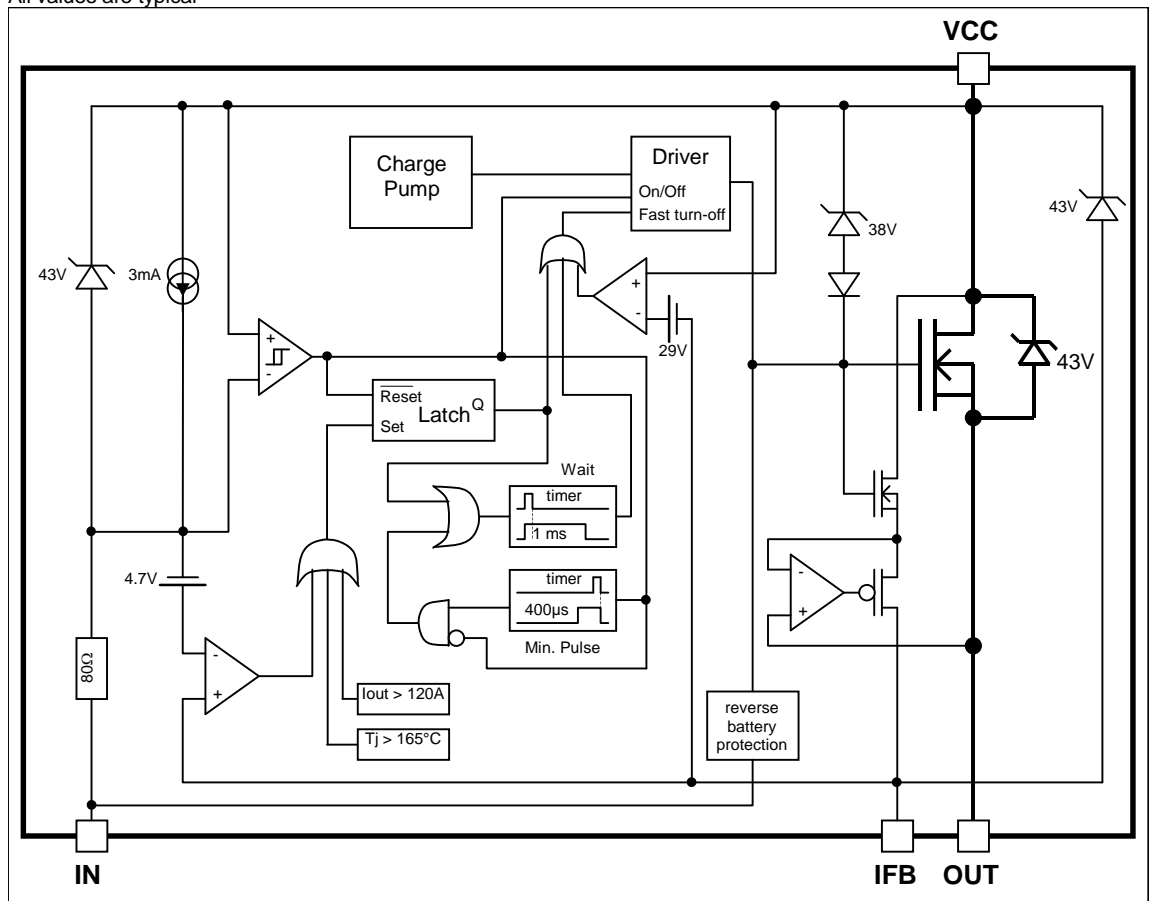 All values are typical
VCC
Charge
Pump
Driver
On/Off
Fast turn-off
43V
3mA
38V
43V
+
-
29V
+
-
43V
Reset
Latch
Q
Set
Wait
timer
1 ms
4.7V
timer
400µs
Min. Pulse
-
+
80Ω
-
+
Iout > 120A
Tj > 165°C
reverse
battery
protection
IN
IFB
OUT